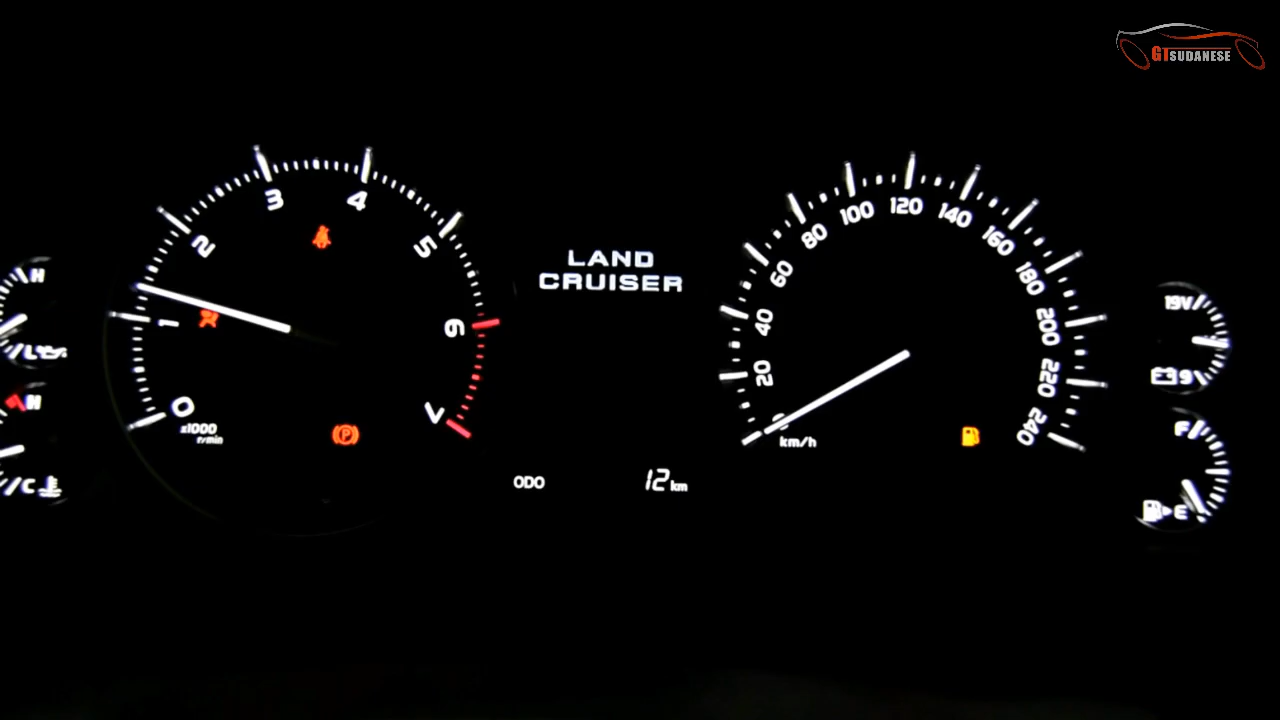 GTSUDANESE
LAND
CRUISER
0
1
2
3
4
5
6
7
x1000
r/min
20
40
60
80
100
120
140
160
180
200
220
240
km/h
ODO 12 km
H
L
H
C
19V
9
F
E
P